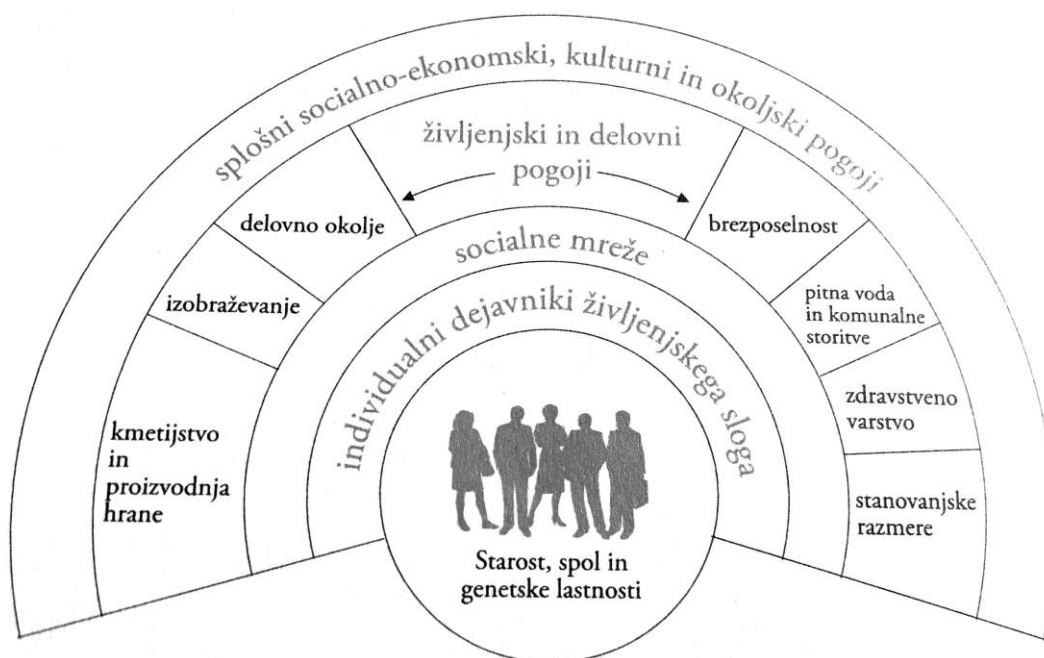 splošni socialno-ekonomski, kulturni in okoljski pogoji
življenjski in delovni
pogoji
delovno okolje
brezposelnost
socialne mreže
izobraževanje
pitna voda
in komunalne
storitve
individualni dejavniki življenjskega sloga
zdravstveno
varstvo
kmetijstvo
in
proizvodnja
hrane
stanovanjske
razmere
Starost, spol in
genetske lastnosti